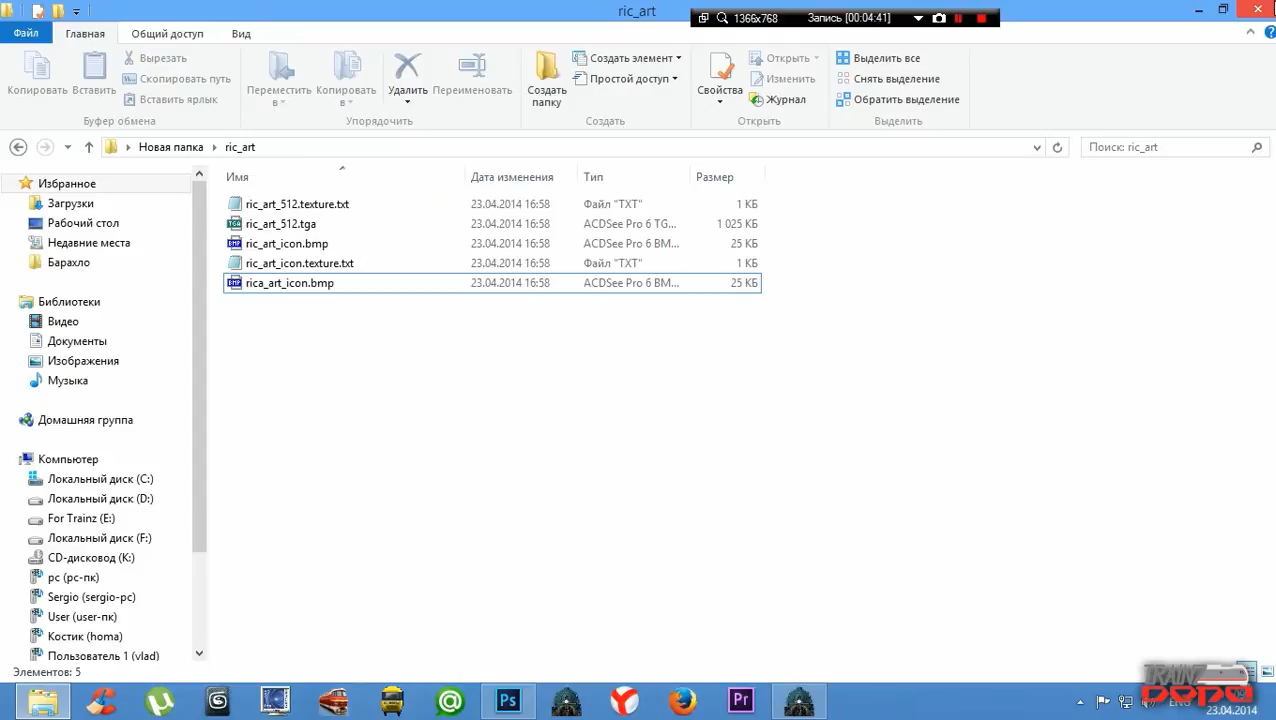 ric_art
1366x768
Запись [00:04:41]
Файл
Главная
Общий доступ
Вид
Копировать
Вставить
Вырезать
Скопировать путь
Вставить ярлык
Буфер обмена
Переместить в
Копировать в
Удалить
Переименовать
Упорядочить
Создать папку
Создать элемент
Простой доступ
Создать
Свойства
Открыть
Изменить
Журнал
Открыть
Выделить все
Снять выделение
Обратить выделение
Выделить
Новая папка
ric_art
Поиск: ric_art
Имя
Дата изменения
Тип
Размер
ric_art_512.texture.txt 23.04.2014 16:58 Файл "TXT" 1 КБ
ric_art_512.tga 23.04.2014 16:58 ACDSee Pro 6 TG... 1 025 КБ
ric_art_icon.bmp 23.04.2014 16:58 ACDSee Pro 6 BM... 25 КБ
ric_art_icon.texture.txt 23.04.2014 16:58 Файл "TXT" 1 КБ
rica_art_icon.bmp 23.04.2014 16:58 ACDSee Pro 6 BM... 25 КБ
Избранное
Загрузки
Рабочий стол
Недавние места
Барахло
Библиотеки
Видео
Документы
Изображения
Музыка
Домашняя группа
Компьютер
Локальный диск (C:)
Локальный диск (D:)
For Trainz (E:)
Локальный диск (F:)
CD-дисковод (K:)
pc (pc-пк)
Sergio (sergio-pc)
User (user-пк)
Костик (homa)
Пользователь 1 (vlad)
Элементов: 5
Ps
Pr
TRAINZ
ДЕПО
ENG
23.04.2014